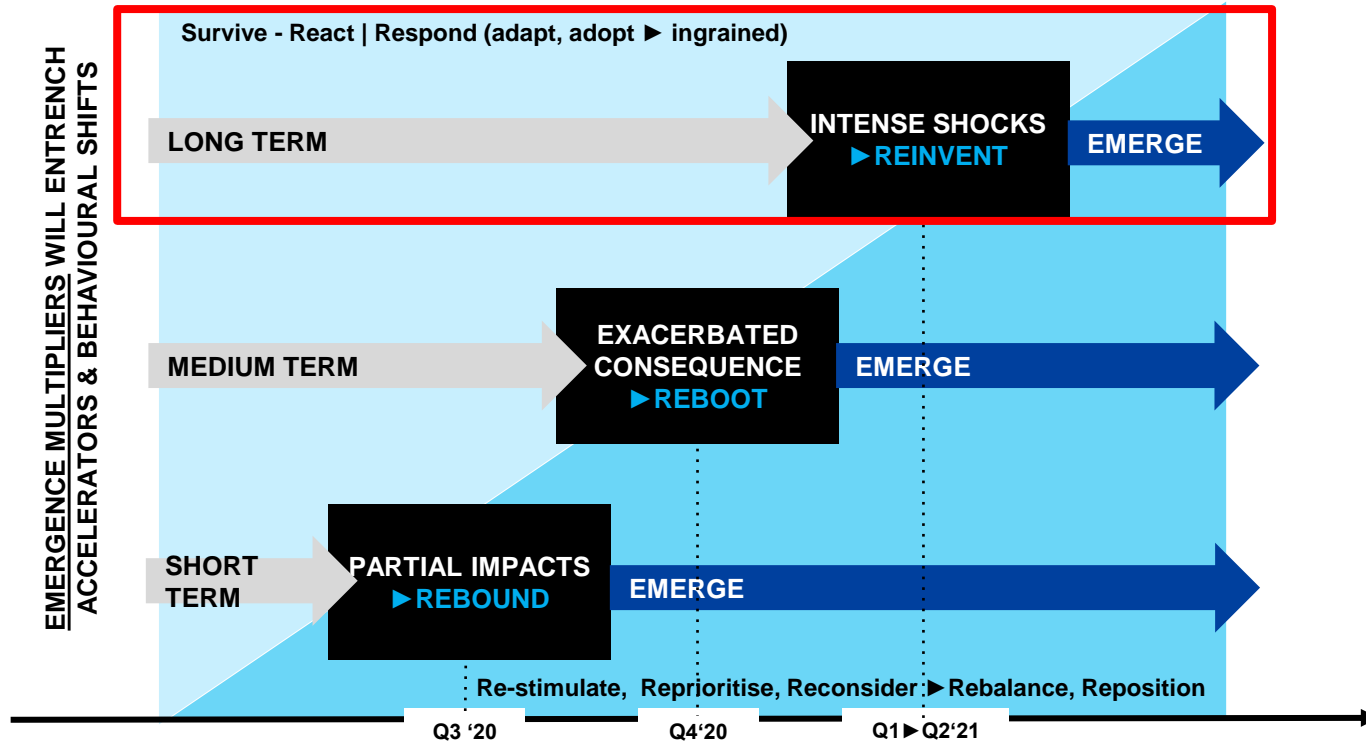 EMERGENCE MULTIPLIERS WILL ENTRENCH
ACCELERATORS & BEHAVIOURAL SHIFTS
Survive - React | Respond (adapt, adopt ► ingrained)
LONG TERM
INTENSE SHOCKS
►REINVENT
EMERGE
MEDIUM TERM
EXACERBATED
CONSEQUENCE
►REBOOT
EMERGE
SHORT
TERM
PARTIAL IMPACTS
►REBOUND
EMERGE
Re-stimulate, Reprioritise, Reconsider ►Rebalance, Reposition
Q3 ‘20
Q4‘20
Q1►Q2‘21